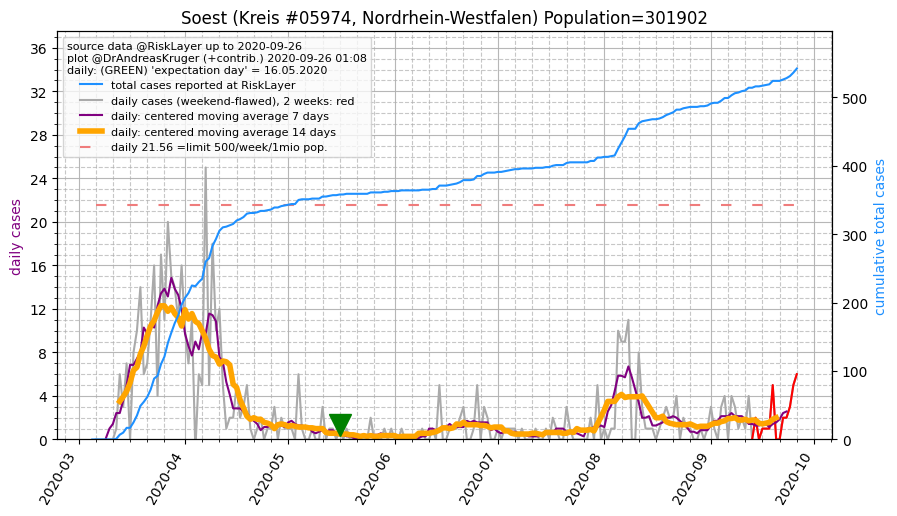 Soest (Kreis #05974, Nordrhein-Westfalen) Population=301902
source data @RiskLayer up to 2020-09-26
plot @DrAndreasKruger (+contrib.) 2020-09-26 01:08
daily: (GREEN) 'expectation day' = 16.05.2020
total cases reported at RiskLayer
daily cases (weekend-flawed), 2 weeks: red
daily: centered moving average 7 days
daily: centered moving average 14 days
daily 21.56 =limit 500/week/1mio pop.
daily cases
36
32
28
24
20
16
12
8
4
0
cumulative total cases
500
400
300
200
100
0
2020-03
2020-04
2020-05
2020-06
2020-07
2020-08
2020-09
2020-10